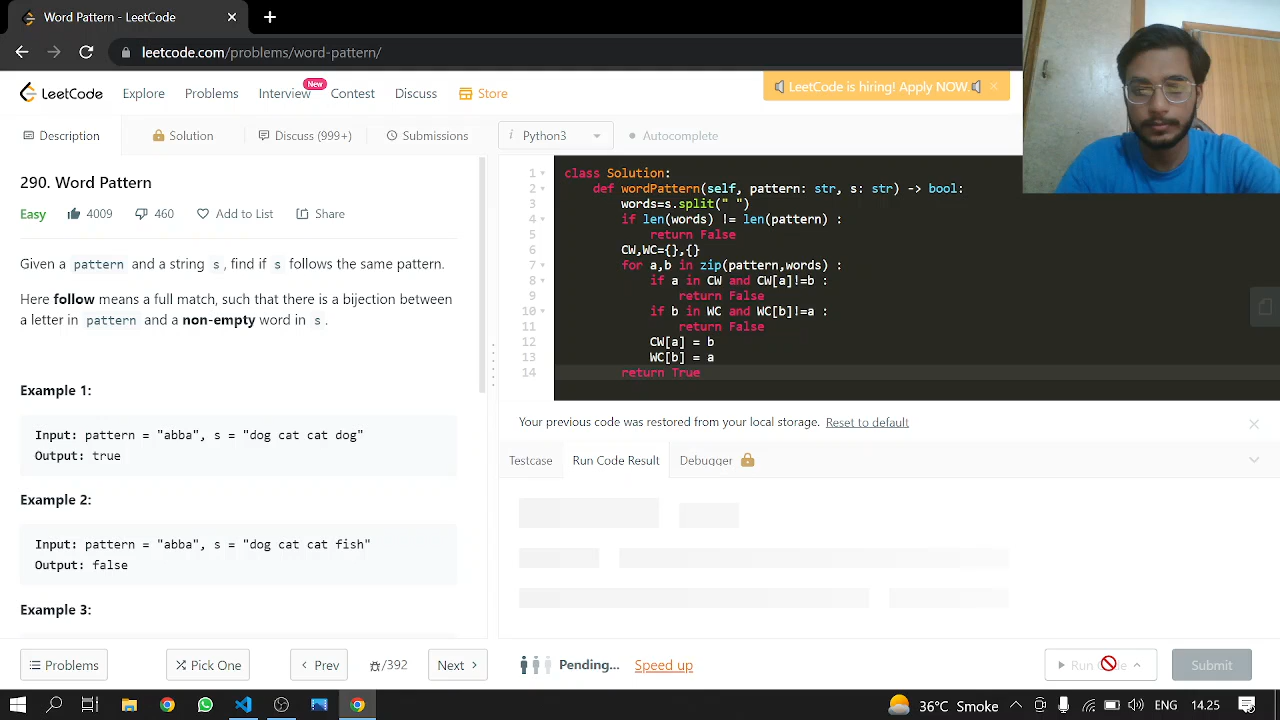 LeetCode
Word Pattern - LeetCode
leetcode.com/problems/word-pattern/
LeetCode
Explore
Problems
Interview
New
Contest
Discuss
Store
LeetCode is hiring! Apply NOW.
Description
Solution
Discuss (999+)
Submissions
i Python3
Autocomplete
290. Word Pattern
Easy
4009
460
Add to List
Share
Given a pattern and a string s, find if s follows the same pattern.
Here follow means a full match, such that there is a bijection between
a letter in pattern and a non-empty word in s.
Example 1:
Input: pattern = "abba", s = "dog cat cat dog"
Output: true
Example 2:
Input: pattern = "abba", s = "dog cat cat fish"
Output: false
Example 3:
1 class Solution:
2 def wordPattern(self, pattern: str, s: str) -> bool:
3 words=s.split(" ")
4 if len(words) != len(pattern) :
5 return False
6 CW,WC={},{}
7 for a,b in zip(pattern,words) :
8 if a in CW and CW[a]!=b :
9 return False
10 if b in WC and WC[b]!=a :
11 return False
12 CW[a] = b
13 WC[b] = a
14 return True
Your previous code was restored from your local storage. Reset to default
Testcase
Run Code Result
Debugger
Problems
Pick One
Prev
/392
Next
Pending...
Speed up
Run Code
Submit
36°C Smoke
ENG
14.25